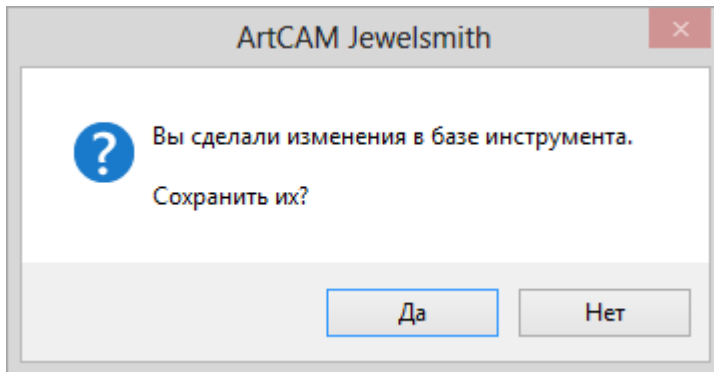 ArtCAM Jewelsmith
Вы сделали изменения в базе инструмента.
Сохранить их?
Да
Нет